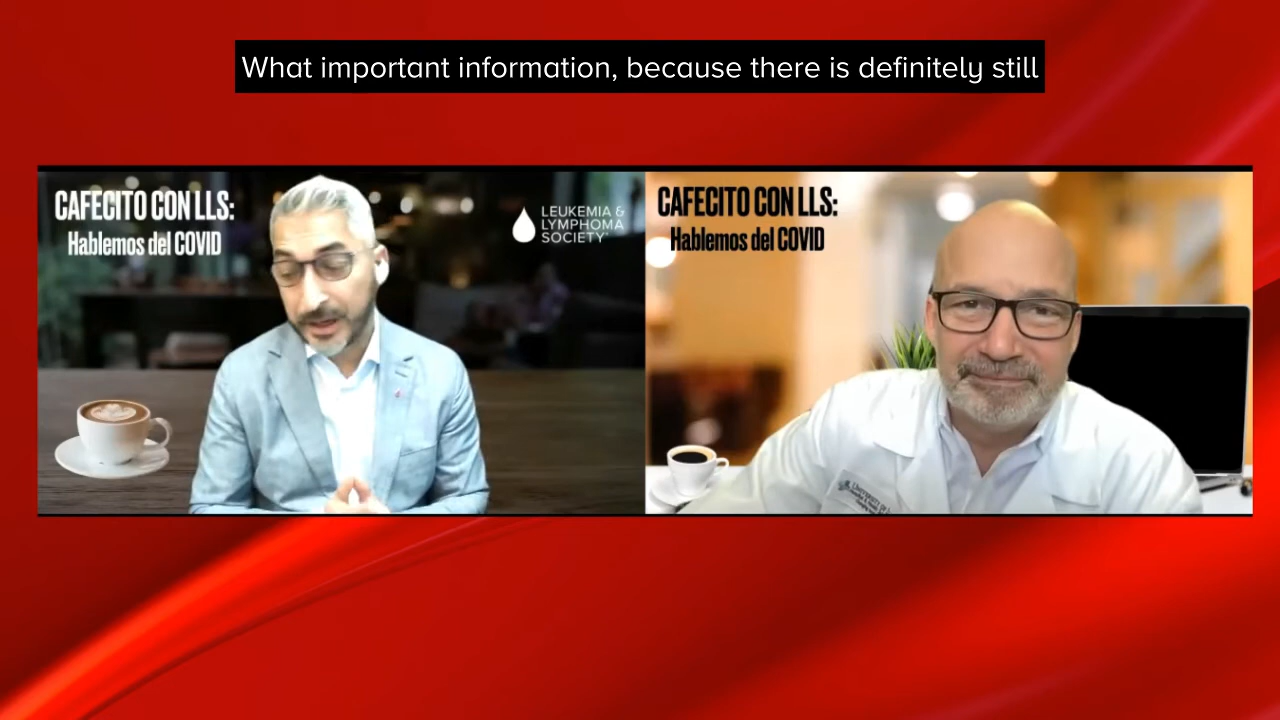 What important information, because there is definitely still
CAFECITO CON LLS:
Hablemos del COVID
LEUKEMIA &
LYMPHOMA
SOCIETY
CAFECITO CON LLS:
Hablemos del COVID